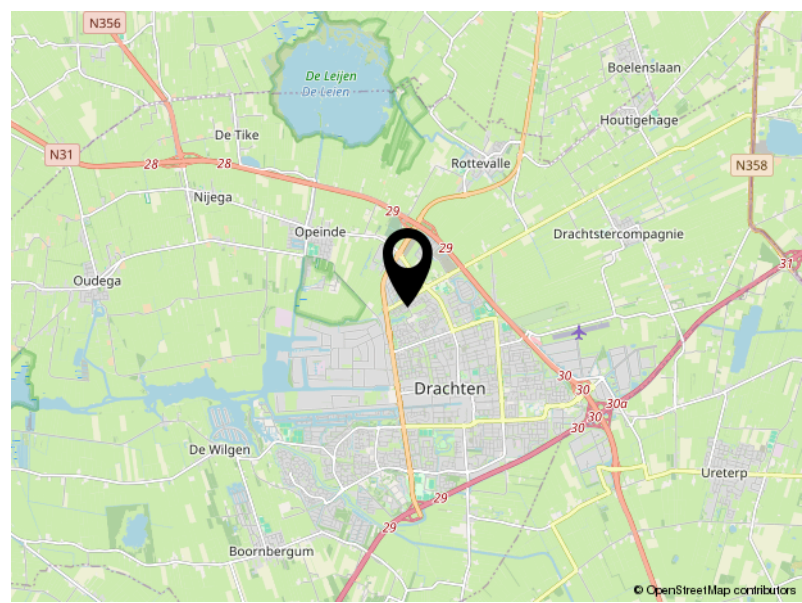 N356
De Leijen
De Leien
Boelenslaan
Houtigehage
De Tike
N31
28
28
Rottevalle
N358
Nijega
29
Opeinde
29
Drachtstercompagnie
31
Oudega
30
Drachten
30
30a
30
De Wilgen
Ureterp
29
29
Boornbergum
© OpenStreetMap contributors